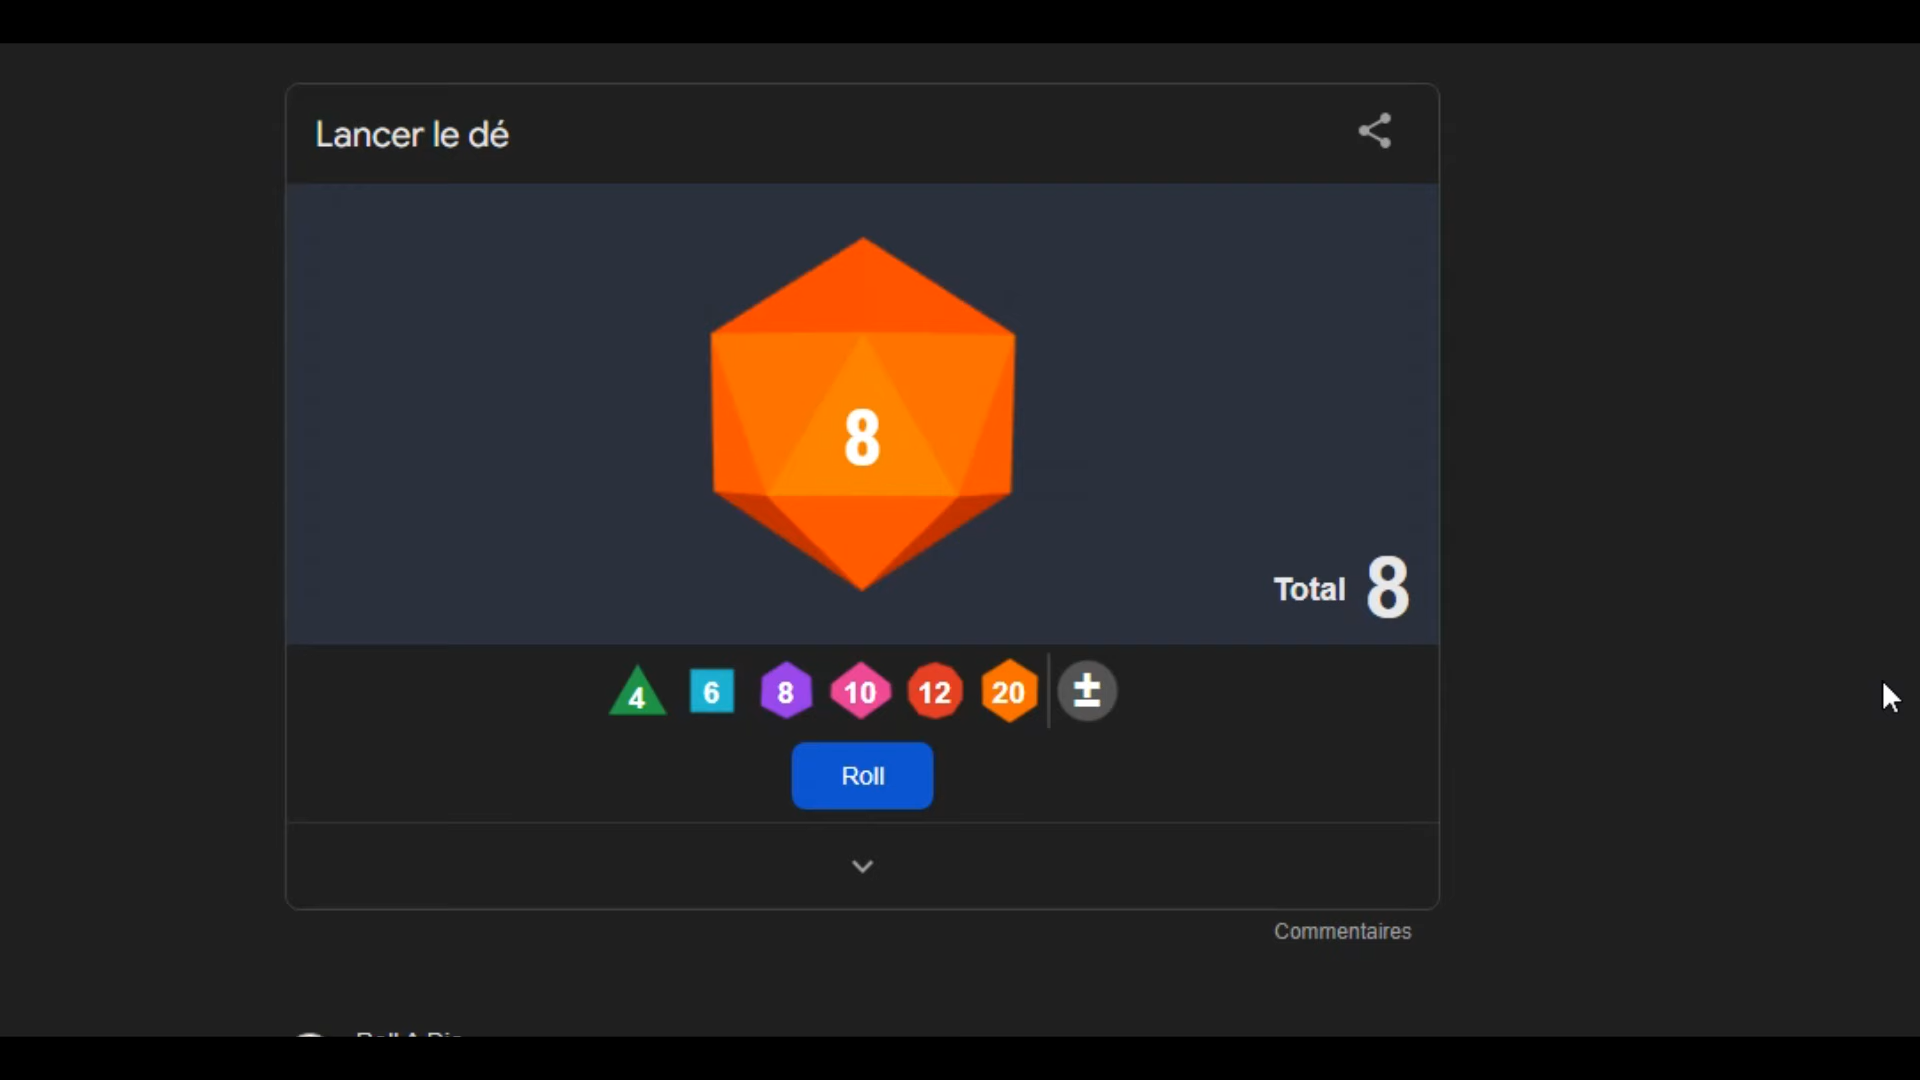 Lancer le dé
8
Total 8
4 6 8 10 12 20 ±
Roll
Commentaires